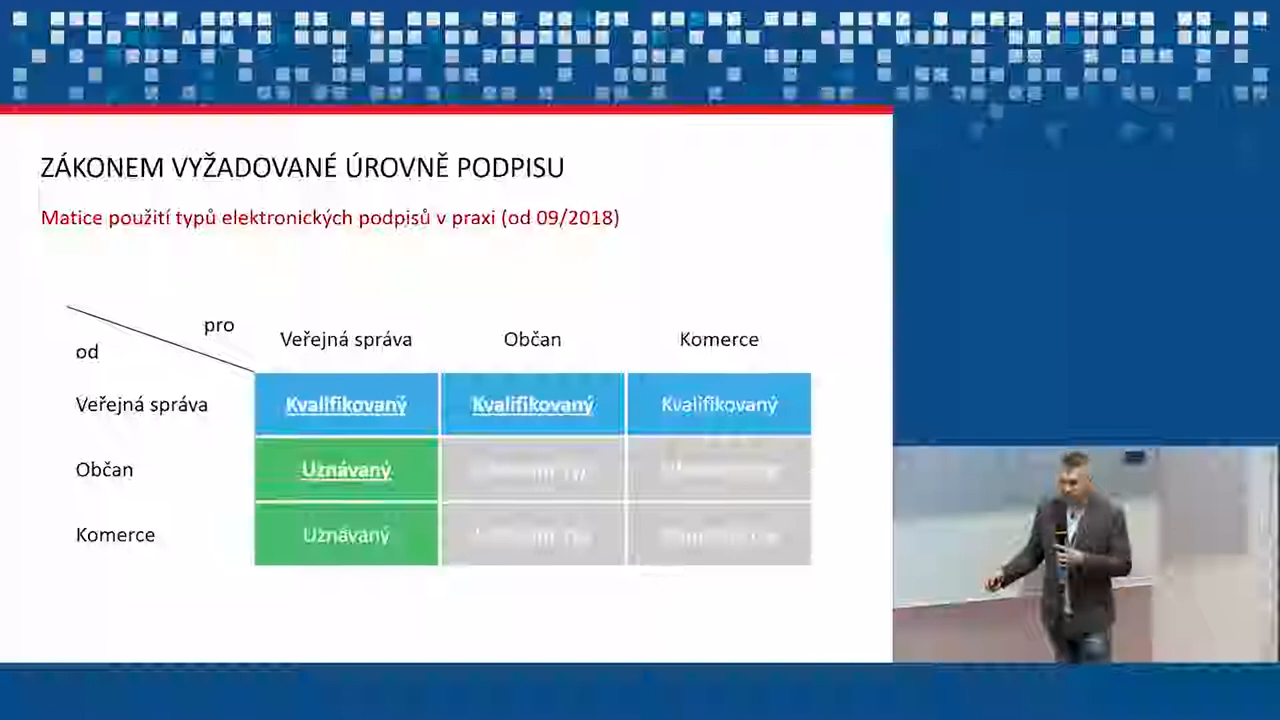 ZÁKONEM VYŽADOVANÉ ÚROVNĚ PODPISU
Matice použití typů elektronických podpisů v praxi (od 09/2018)
pro
od
Veřejná správa Občan Komerce
Veřejná správa Kvalifikovaný Kvalifikovaný Kvalifikovaný
Občan Uznávaný
Komerce Uznávaný